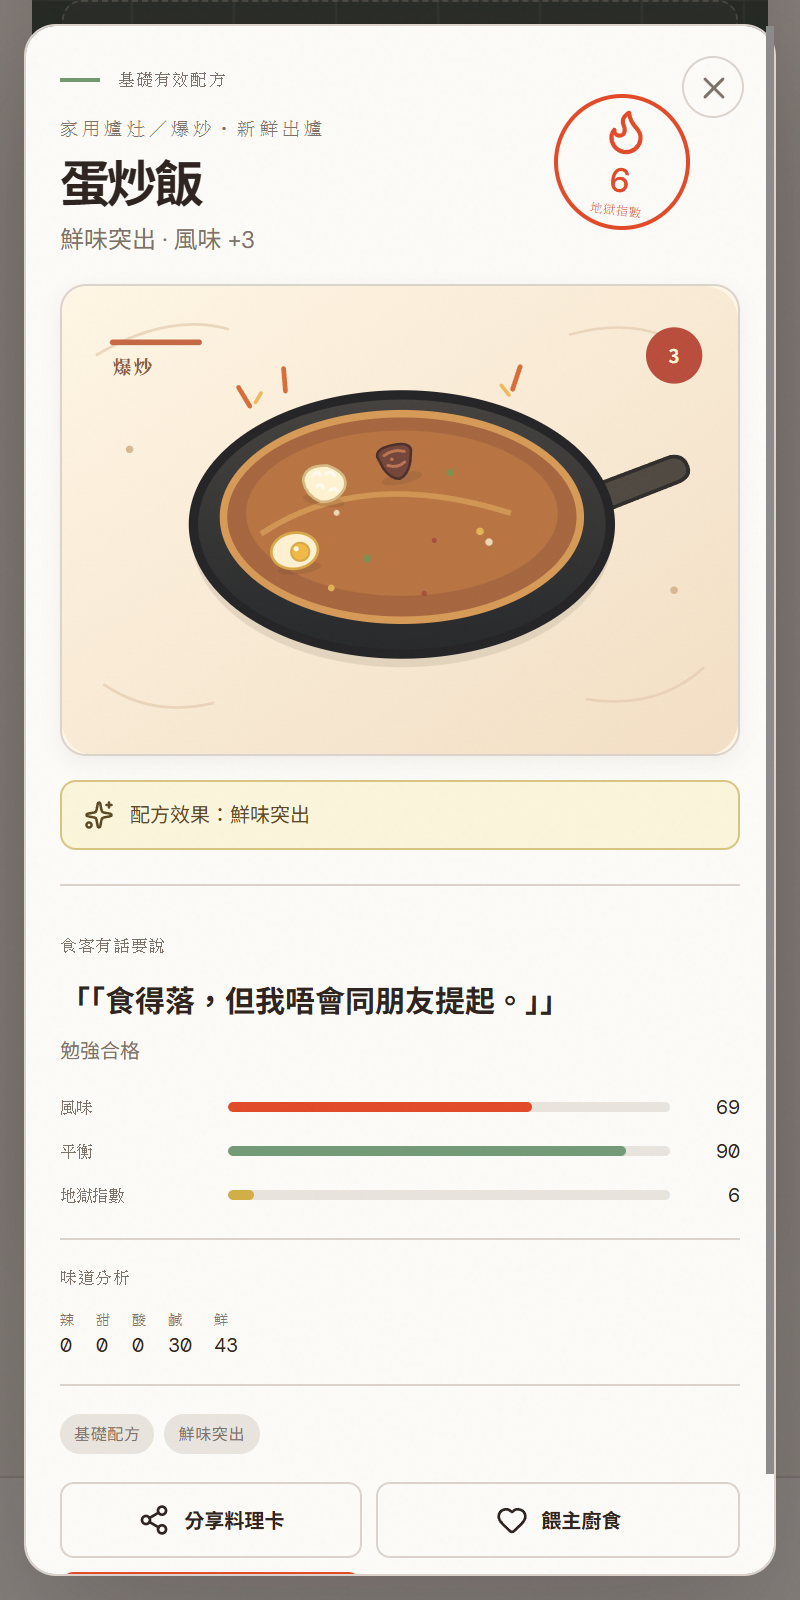 基礎有效配方
家用爐灶／爆炒・新鮮出爐
蛋炒飯
鮮味突出 · 風味 +3
6
地獄指數
爆炒
3
配方效果：鮮味突出
食客有話要說
「「食得落，但我唔會同朋友提起。」」
勉強合格
風味 69
平衡 90
地獄指數 6
味道分析
辣 甜 酸 鹹 鮮
0 0 0 30 43
基礎配方 鮮味突出
分享料理卡 餵主廚食